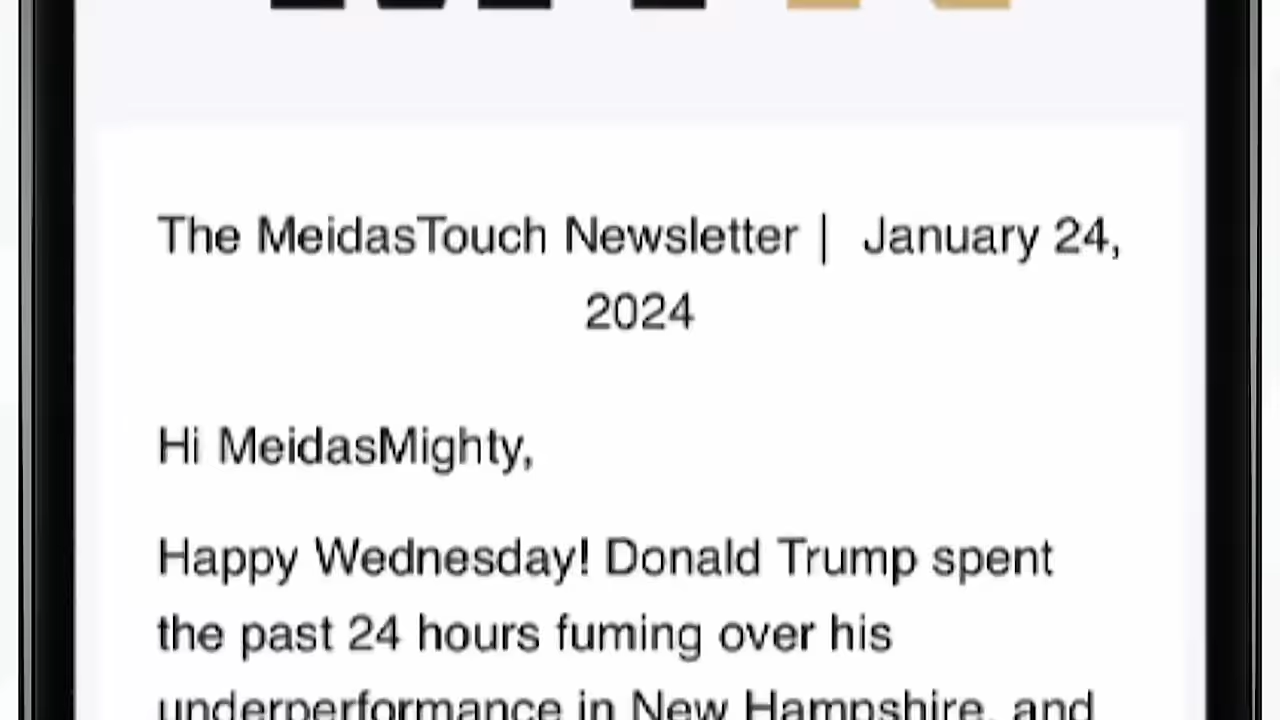 The MeidasTouch Newsletter | January 24,
2024
Hi MeidasMighty,
Happy Wednesday! Donald Trump spent
the past 24 hours fuming over his
underperformance in New Hampshire, and